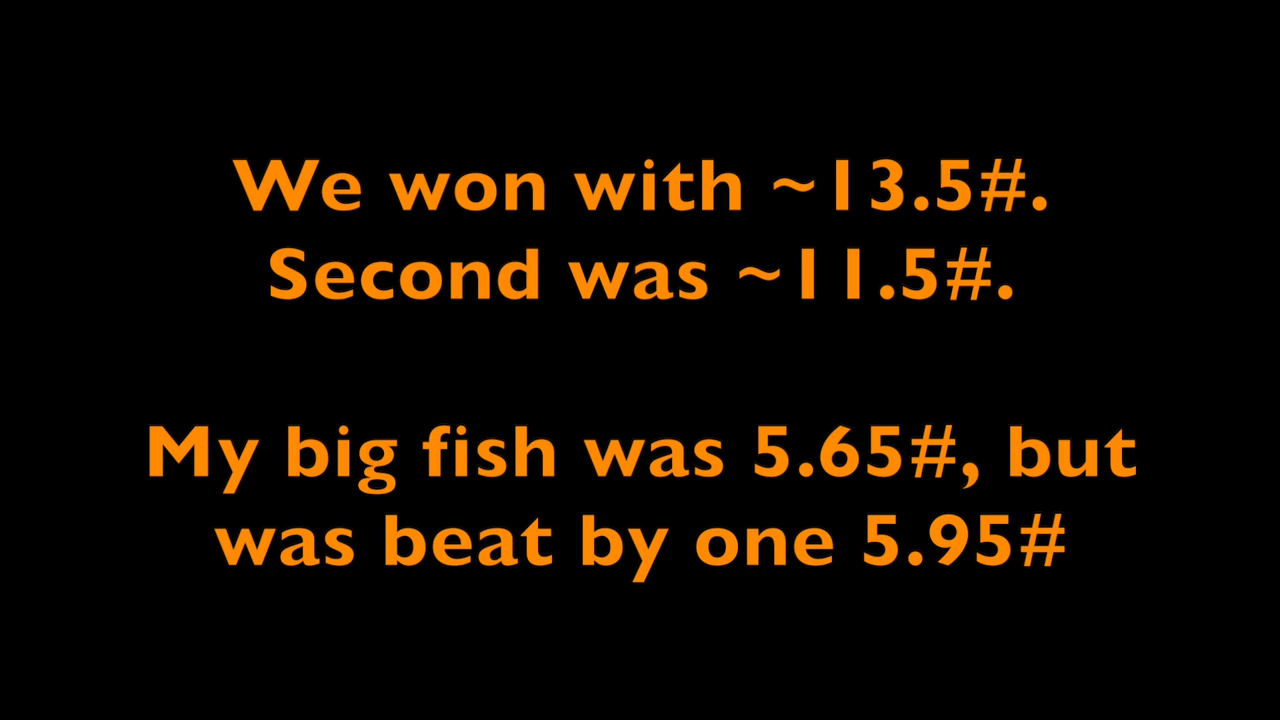 We won with ~13.5#.
Second was ~11.5#.
My big fish was 5.65#, but
was beat by one 5.95#